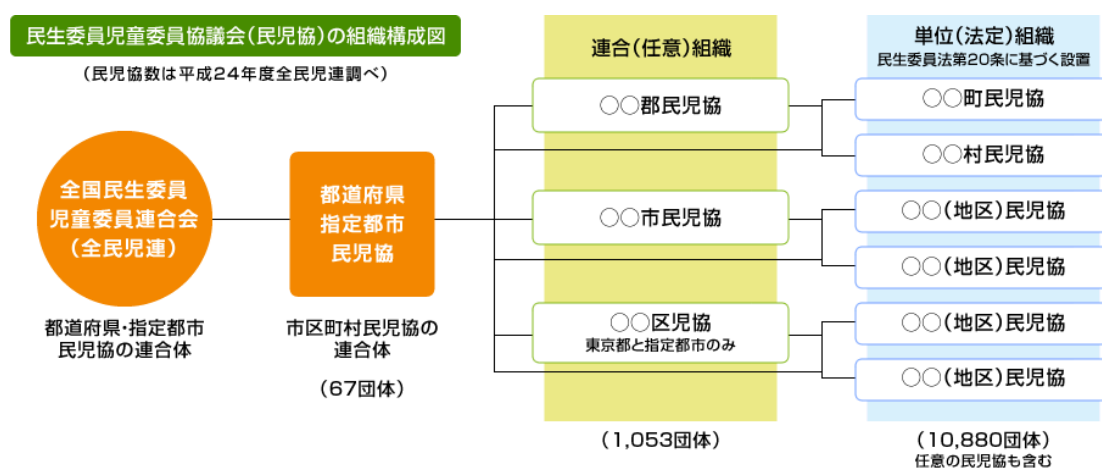 民生委員児童委員協議会（民児協）の組織構成図
（民児協数は平成24年度全民児連調べ）
全国民生委員
児童委員連合会
（全民児連）
都道府県・指定都市
民児協の連合体
都道府県
指定都市
民児協
市区町村民児協の
連合体
（67団体）
連合（任意）組織
○○郡民児協
○○市民児協
○○区児協
東京都と指定都市のみ
（1,053団体）
単位（法定）組織
民生委員法第20条に基づく設置
○○町民児協
○○村民児協
○○（地区）民児協
○○（地区）民児協
○○（地区）民児協
○○（地区）民児協
（10,880団体）
任意の民児協も含む